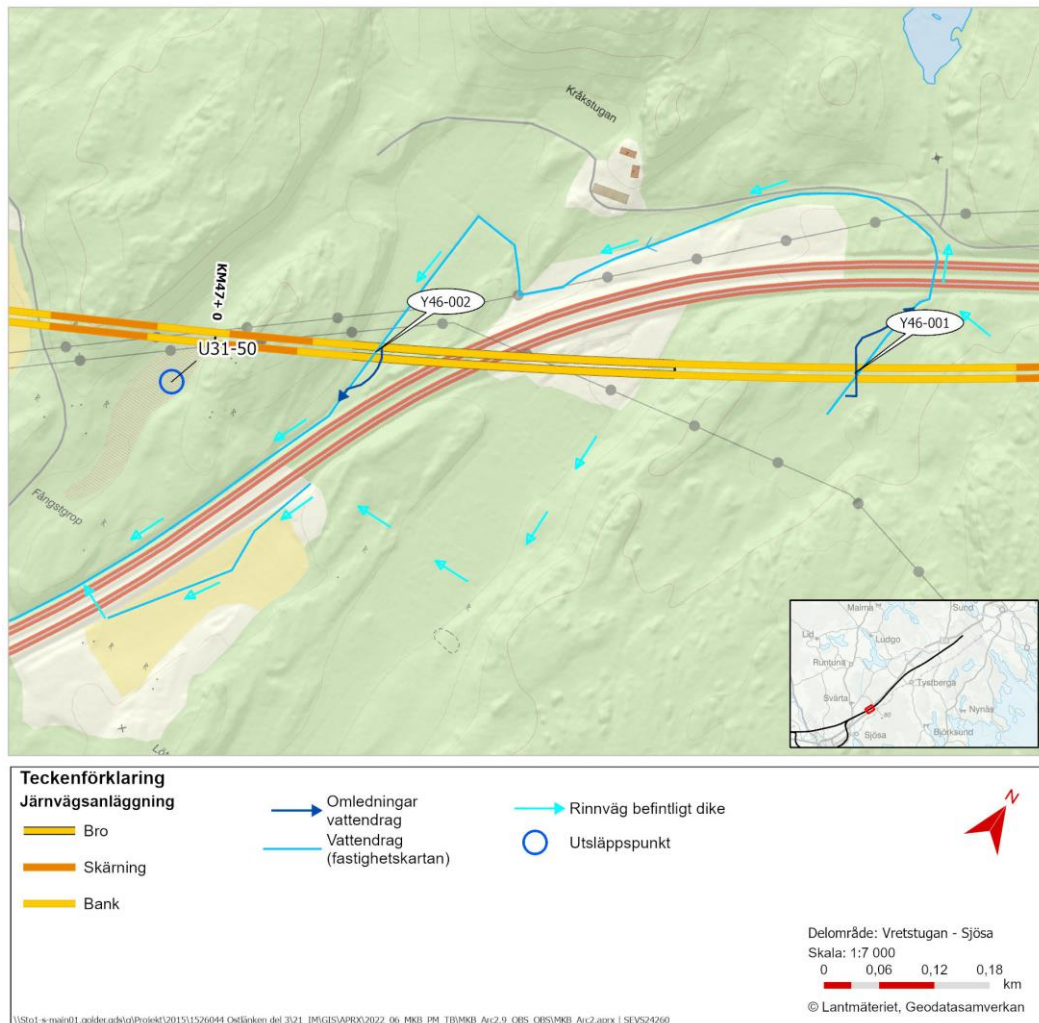 Kråkstugan
Y46-002
KM47+ 0
Y46-001
U31-50
Fångstgrop
Malma
Sund
Lid
Ludgo
Runtuna
Tystberga
Svärta
Nynäs
Björksund
Sjösa
Teckenförklaring
Järnvägsanläggning
Bro
Skärning
Bank
Omledningar
vattendrag
Vattendrag
(fastighetskartan)
Rinnväg befintligt dike
Utsläppspunkt
N
Delområde: Vretstugan - Sjösa
Skala: 1:7 000
0 0,06 0,12 0,18
km
© Lantmäteriet, Geodatasamverkan